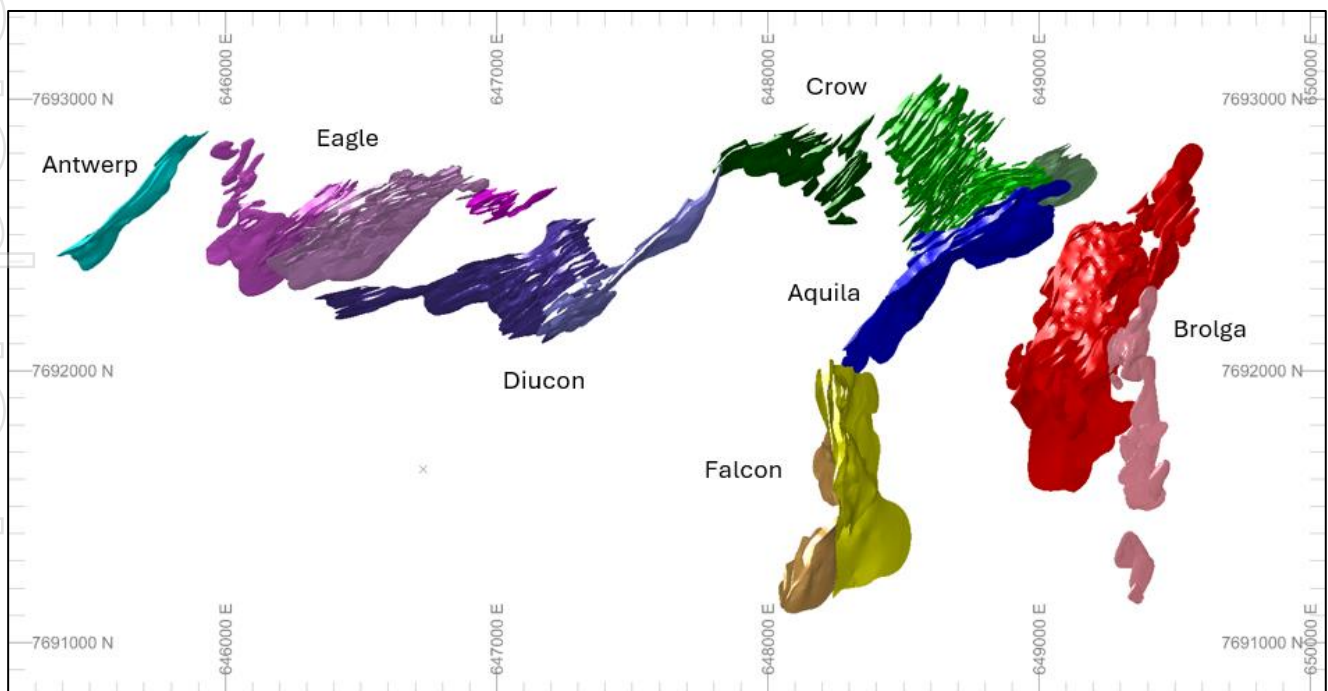 646000 E
647000 E
648000 E
649000 E
650000 E
7693000 N
7693000 N
Crow
Eagle
Antwerp
Aquila
Brolga
7692000 N
7692000 N
Diucon
Falcon
646000 E
647000 E
648000 E
649000 E
650000 E
7691000 N
7691000 N